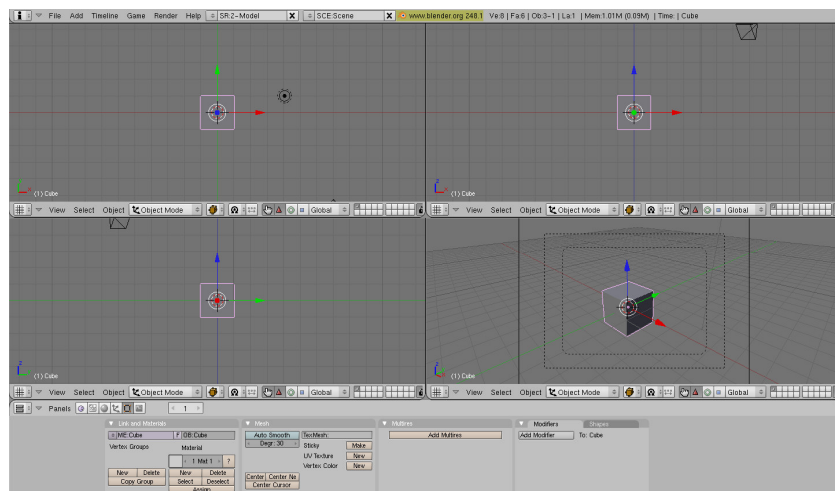 File Add Timeline Game Render Help SR:2-Model X SCE:Scene X www.blender.org 248.1 Ve:8 | Fa:6 | Ob:3-1 | La:1 | Mem:1.01M (0.09M) | Time: | Cube
(1) Cube
(1) Cube
View Select Object Object Mode Global
View Select Object Object Mode Global
z
z
(1) Cube
(1) Cube
View Select Object Object Mode Global
View Select Object Object Mode Global
Panels 1
Link and Materials
Mesh
Multires
Modifiers Shapes
ME:Cube F OB:Cube
Vertex Groups Material
1 Mat 1 ?
New Delete New Delete
Copy Group Select Deselect
Assign
Auto Smooth TexMesh:
Degr: 30 Sticky Make
UV Texture New
Vertex Color New
Center Center Ne
Center Cursor
Add Multires
Add Modifier To: Cube